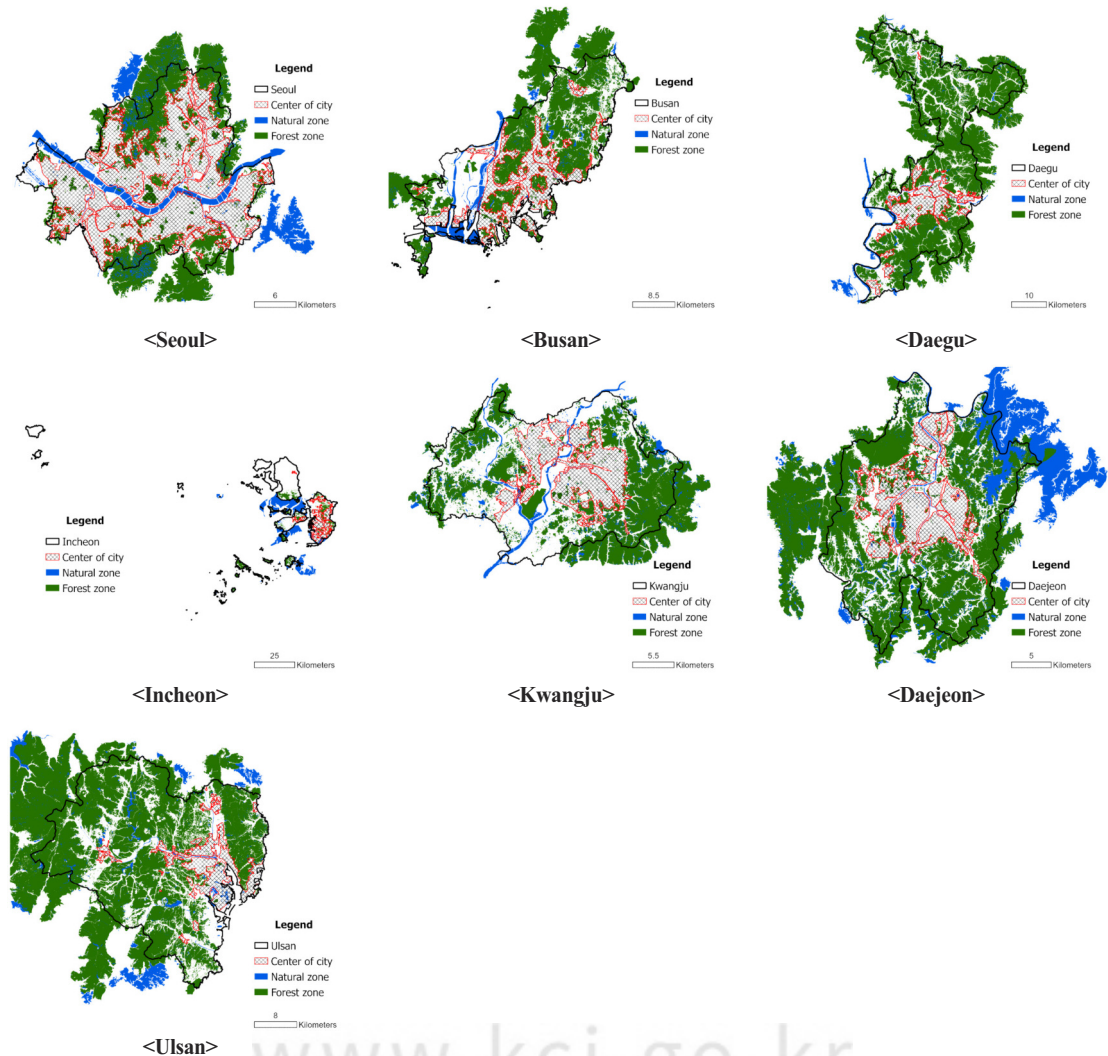 Legend
Seoul
Center of city
Natural zone
Forest zone
6
Kilometers
<Seoul>
Legend
Busan
Center of city
Natural zone
Forest zone
8.5
Kilometers
<Busan>
Legend
Daegu
Center of city
Natural zone
Forest zone
10
Kilometers
<Daegu>
Legend
Incheon
Center of city
Natural zone
Forest zone
25
Kilometers
<Incheon>
Legend
Kwangju
Center of city
Natural zone
Forest zone
5.5
Kilometers
<Kwangju>
Legend
Daejeon
Center of city
Natural zone
Forest zone
5
Kilometers
<Daejeon>
Legend
Ulsan
Center of city
Natural zone
Forest zone
8
Kilometers
<Ulsan>
www.kci.go.kr